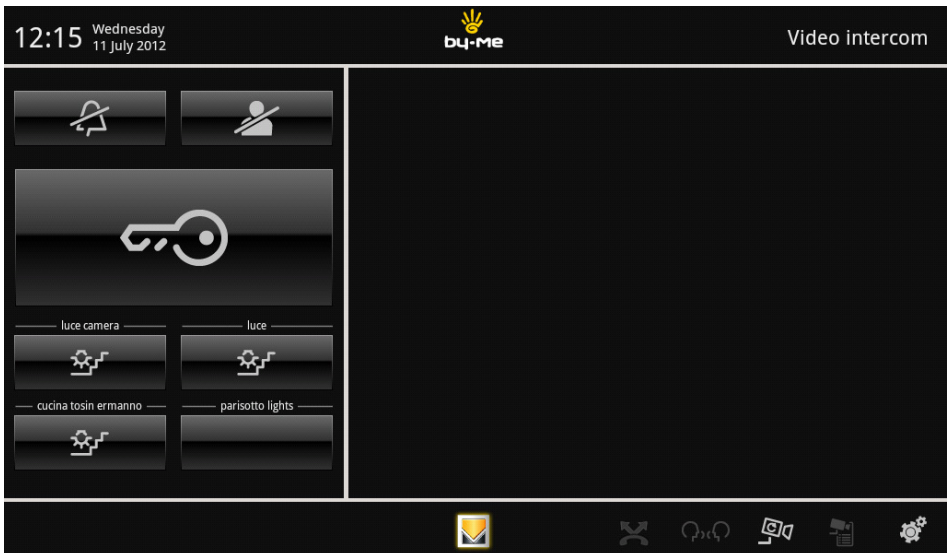 12:15 Wednesday
11 July 2012
by-me
Video intercom
luce camera
luce
cucina tosin ermanno
parisotto lights